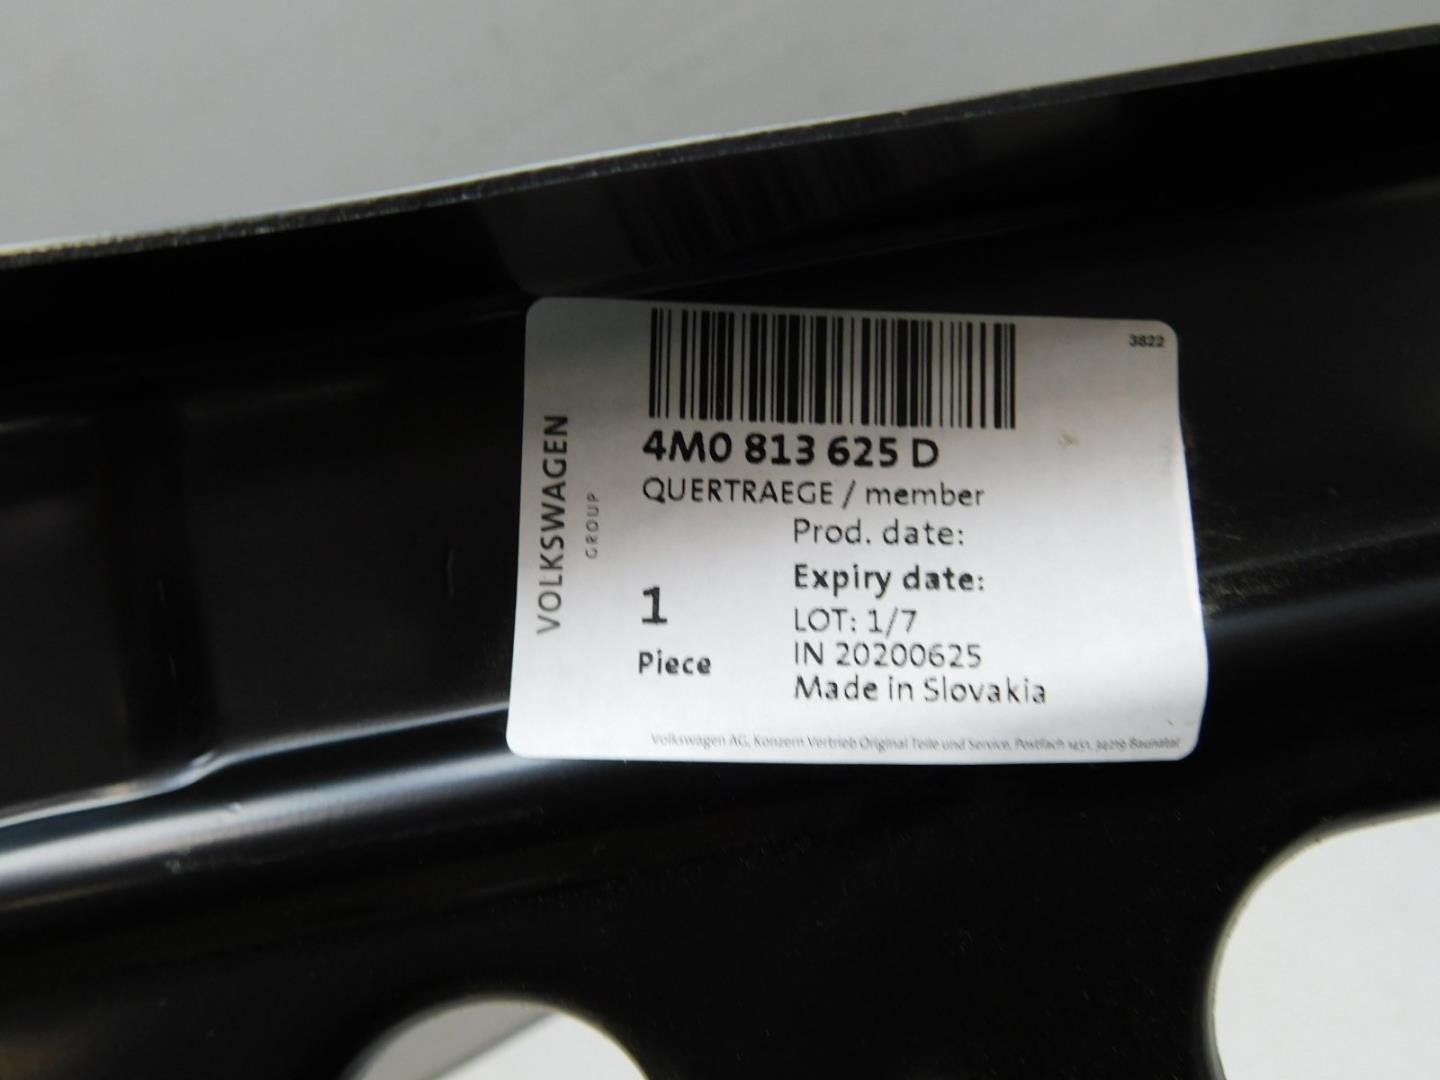 3822
4M0 813 625 D
QUERTRAEGE / member
Prod. date:
Expiry date:
LOT: 1/7
IN 20200625
Made in Slovakia
1
Piece
VOLKSWAGEN
GROUP
Volkswagen AG, Konzern Vertrieb Original Teile und Service, Postfach 1451, 34219 Baunatal